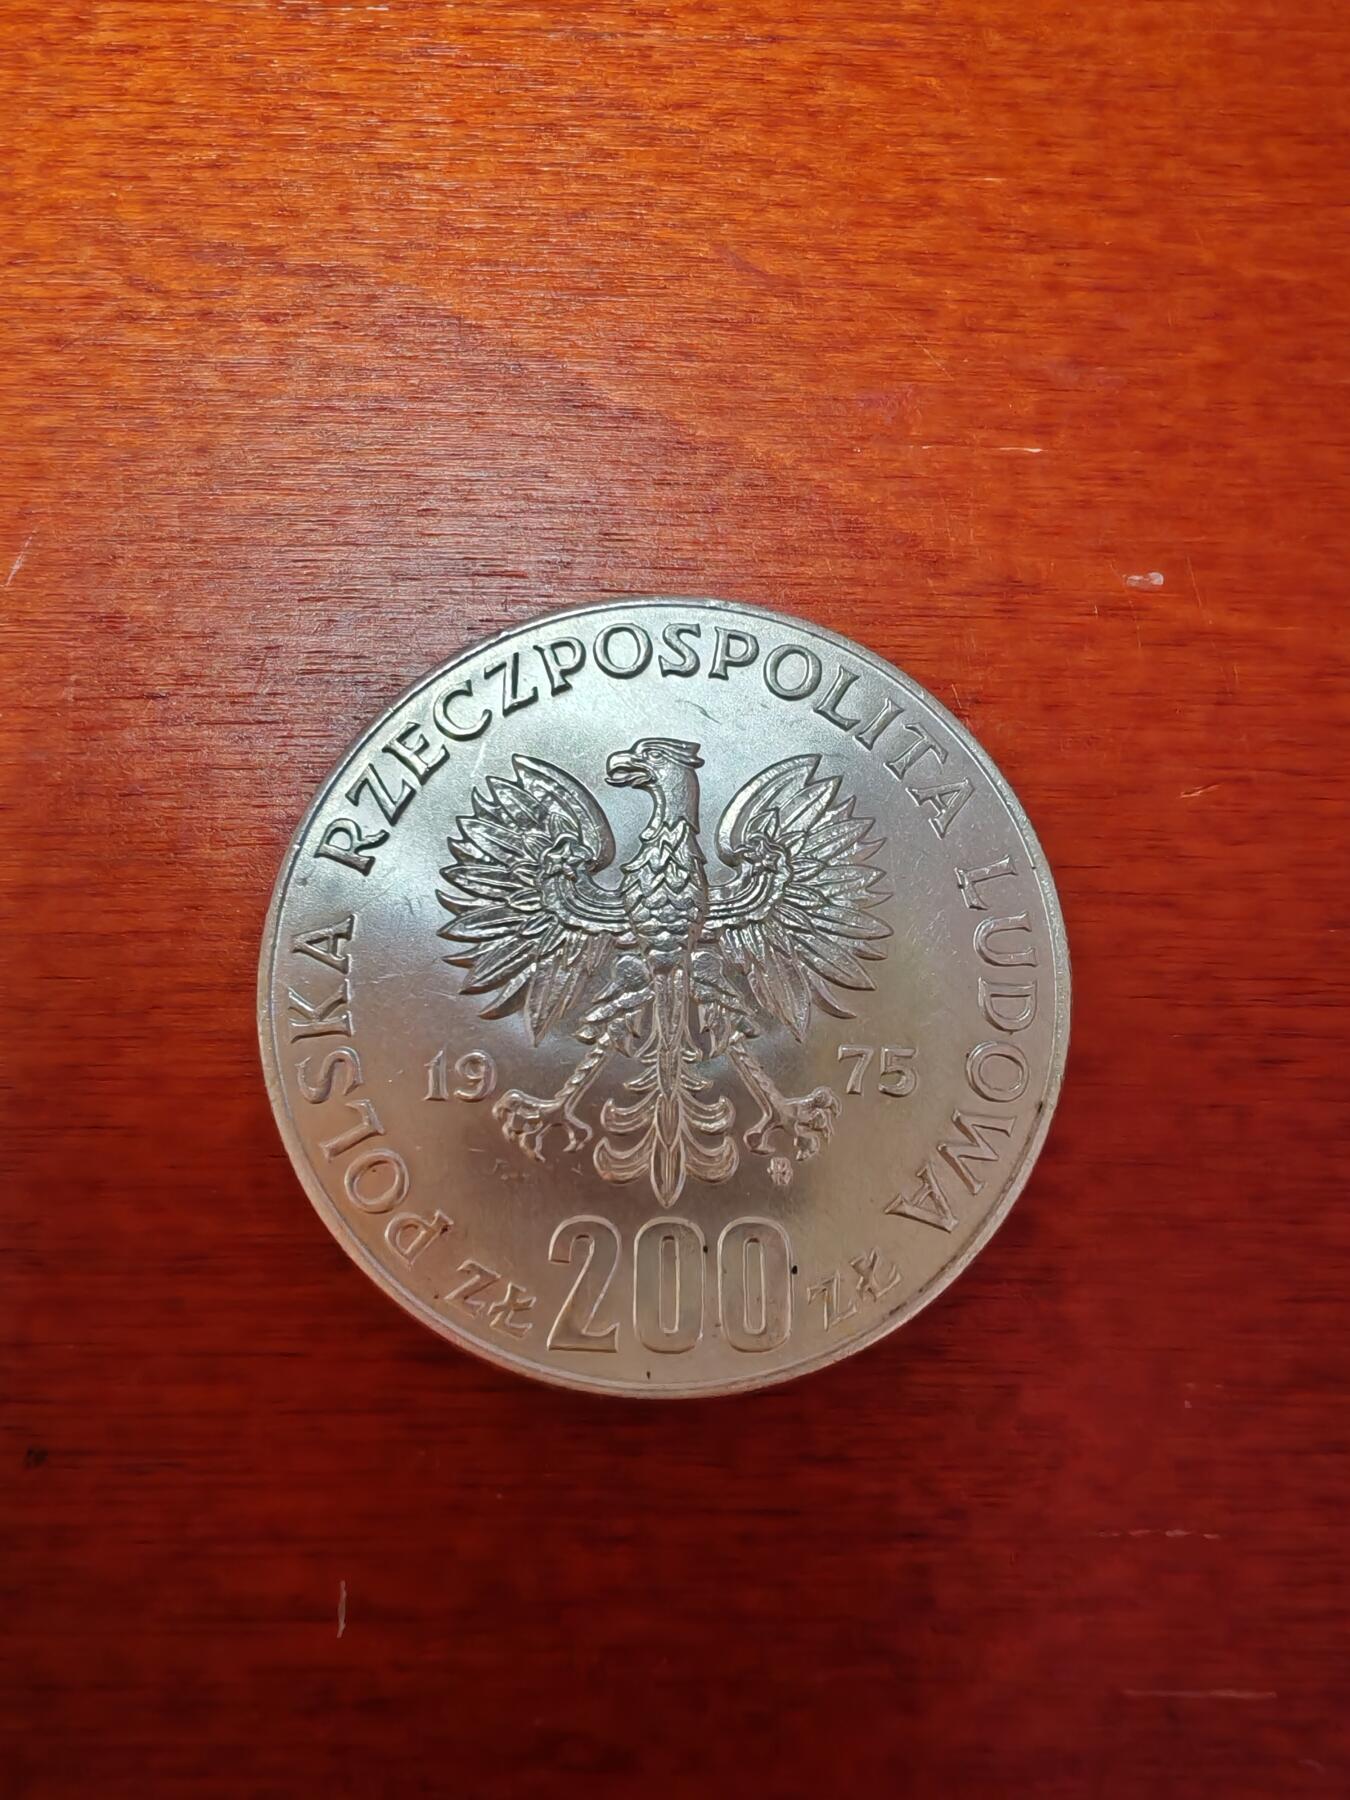 POLSKA RZECZPOSPOLITA LUDOWA
19 75
ZŁ 200 ZŁ